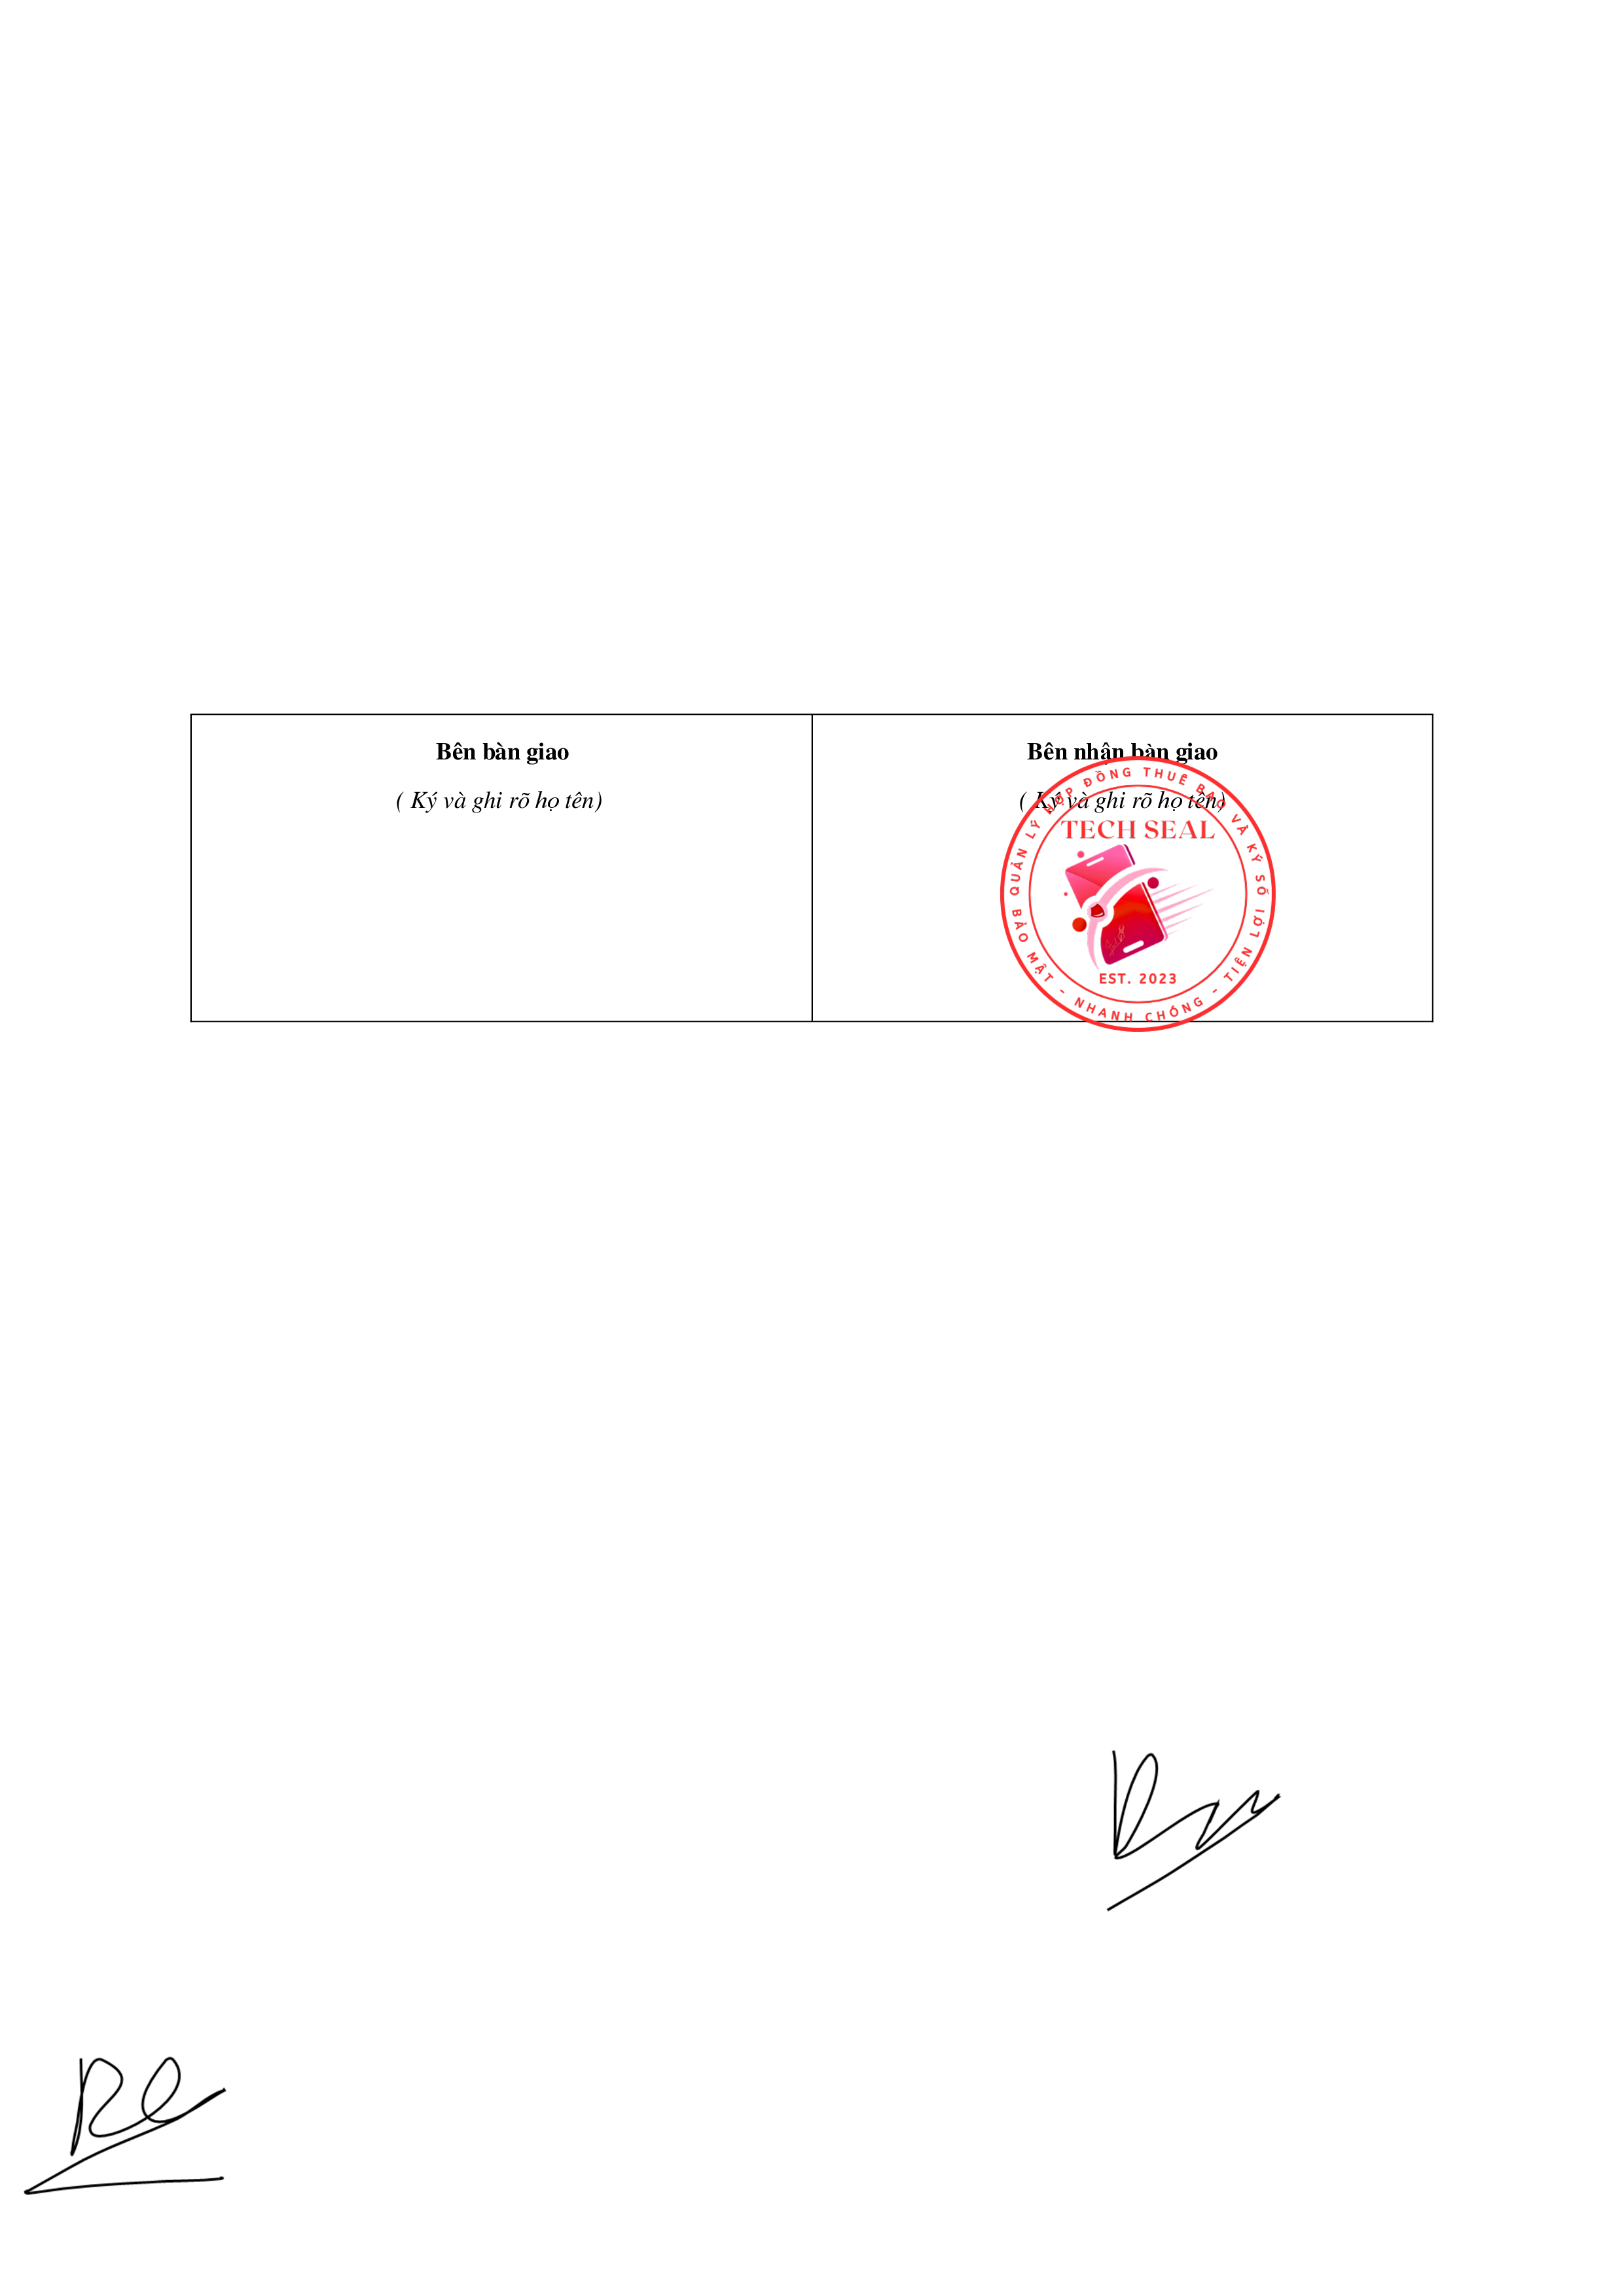 Bên bàn giao
Bên nhận bàn giao
( Ký và ghi rõ họ tên)
( Ký và ghi rõ họ tên)
QUẢN LÝ HỢP ĐỒNG THUÊ BAO VÀ KÝ SỐ
TECH SEAL
EST. 2023
BẢO MẬT - NHANH CHÓNG - TIỆN LỢI